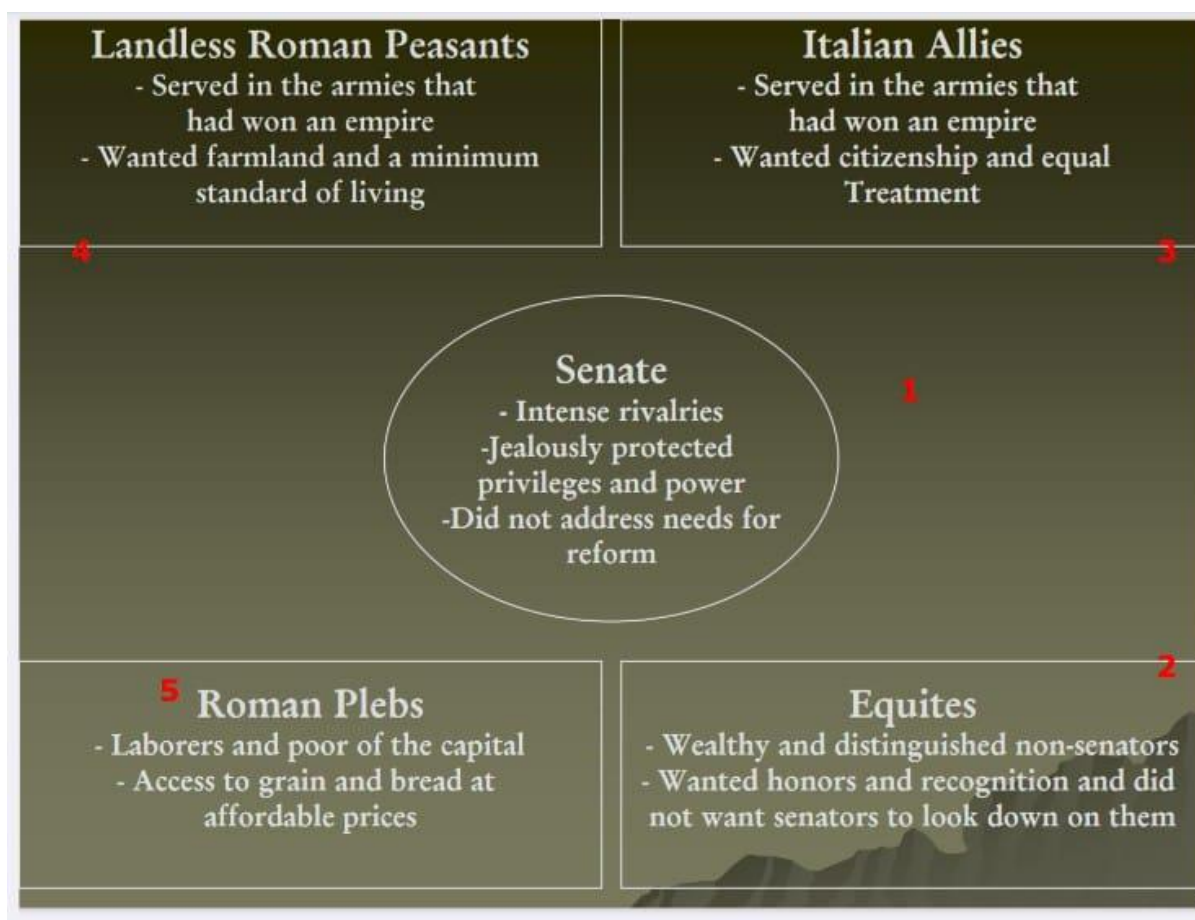 Landless Roman Peasants
- Served in the armies that
had won an empire
- Wanted farmland and a minimum
standard of living
4
Italian Allies
- Served in the armies that
had won an empire
- Wanted citizenship and equal
Treatment
3
Senate
- Intense rivalries
-Jealously protected
privileges and power
-Did not address needs for
reform
1
5
Roman Plebs
- Laborers and poor of the capital
- Access to grain and bread at
affordable prices
2
Equites
- Wealthy and distinguished non-senators
- Wanted honors and recognition and did
not want senators to look down on them